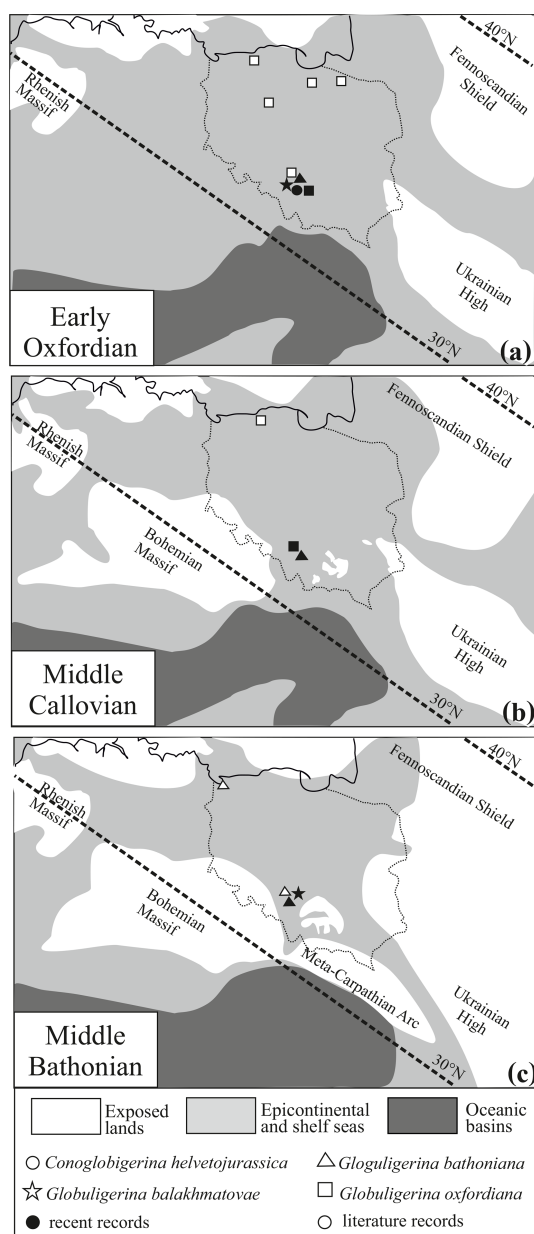 40°N
Fennoscandian
Shield
Rhenish
Massif
Ukrainian
High
30°N
Early
Oxfordian
(a)
40°N
Fennoscandian Shield
Rhenish
Massif
Bohemian
Massif
Ukrainian
High
30°N
Middle
Callovian
(b)
40°N
Fennoscandian Shield
Rhenish
Massif
Bohemian
Massif
Meta-Carpathian Arc
Ukrainian
High
30°N
Middle
Bathonian
(c)
Exposed
lands
Epicontinental
and shelf seas
Oceanic
basins
Conoglobigerina helvetojurassica
Gloguligerina bathoniana
Globuligerina balakhmatovae
Globuligerina oxfordiana
recent records
literature records